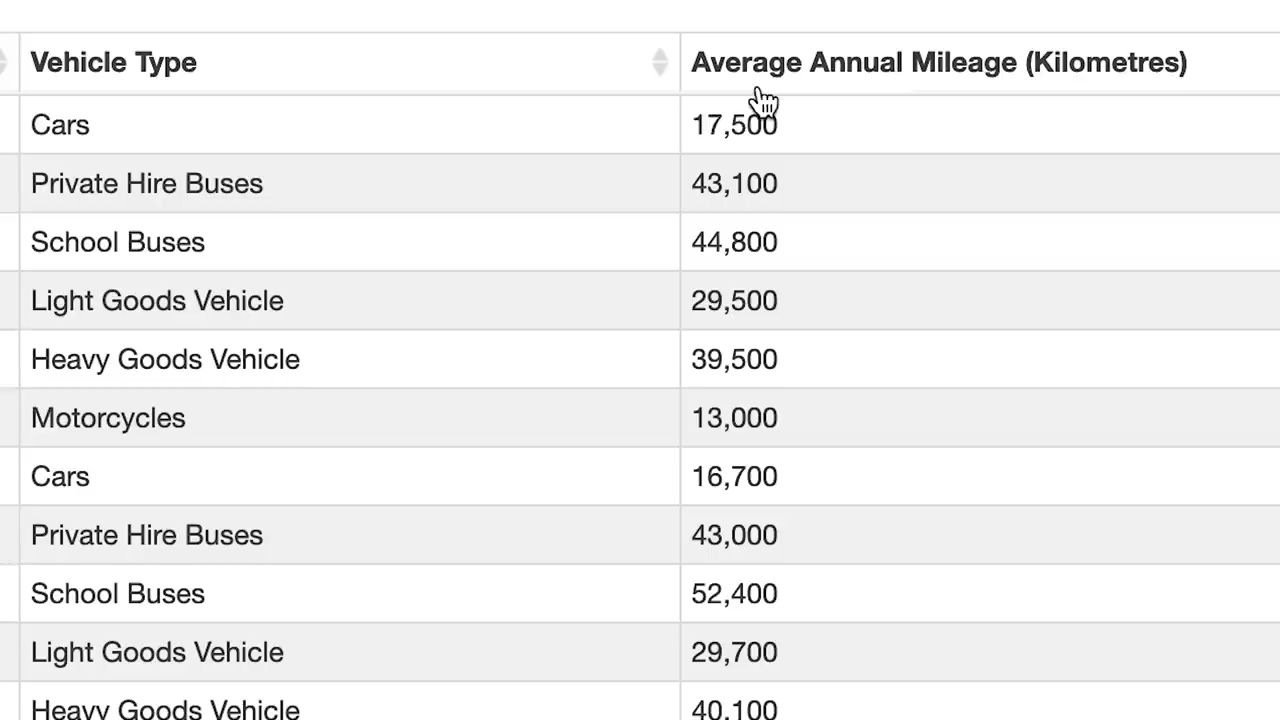 Vehicle Type Average Annual Mileage (Kilometres)
Cars 17,500
Private Hire Buses 43,100
School Buses 44,800
Light Goods Vehicle 29,500
Heavy Goods Vehicle 39,500
Motorcycles 13,000
Cars 16,700
Private Hire Buses 43,000
School Buses 52,400
Light Goods Vehicle 29,700
Heavy Goods Vehicle 40,100